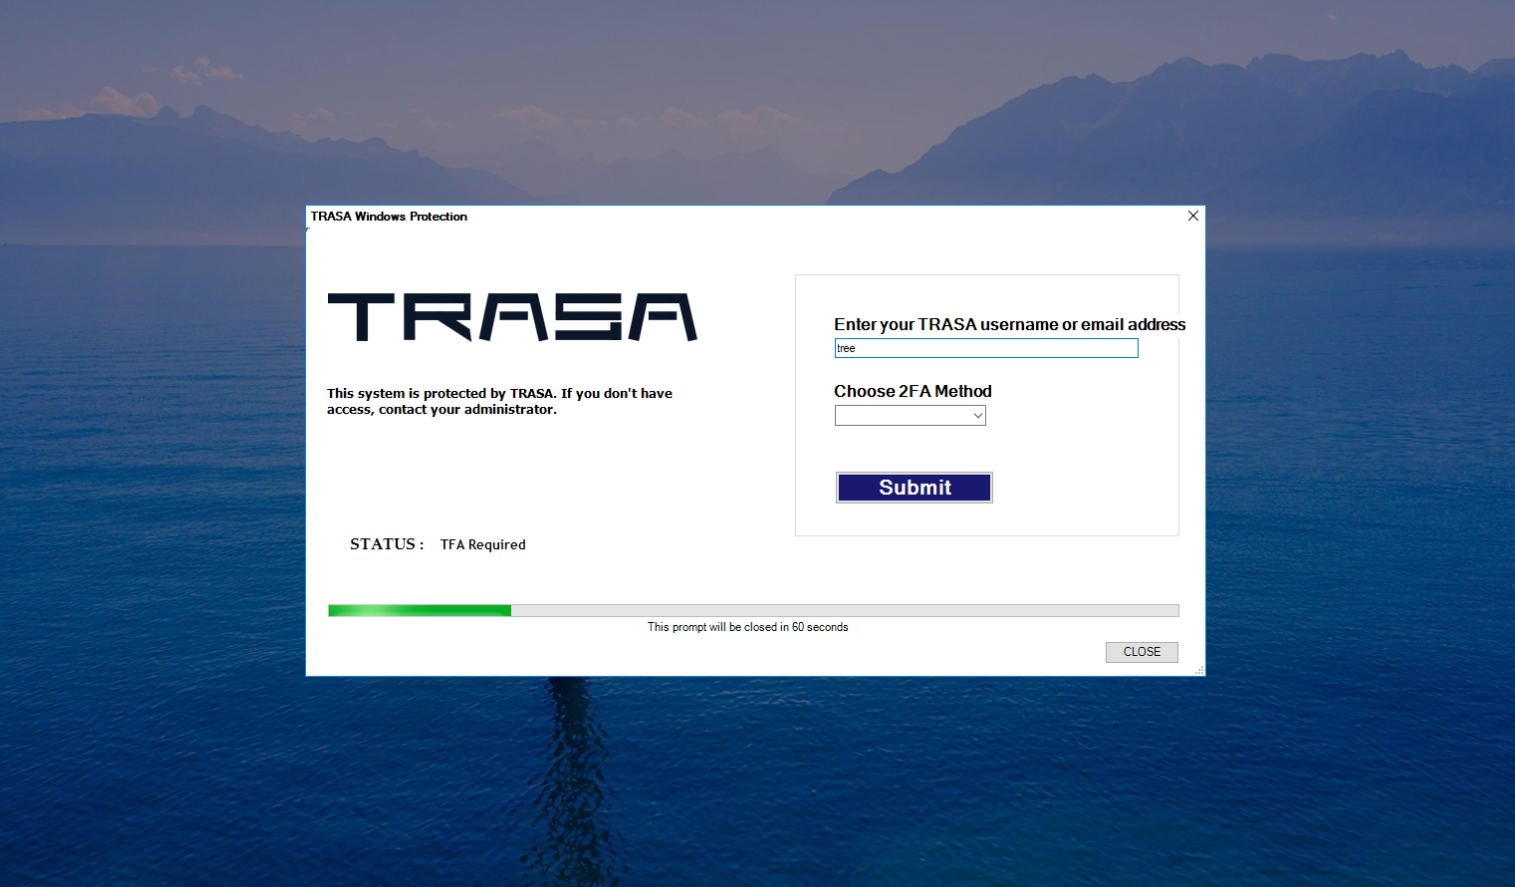 TRASA Windows Protection
TRASA
This system is protected by TRASA. If you don't have
access, contact your administrator.
Enter your TRASA username or email address
tree
Choose 2FA Method
Submit
STATUS : TFA Required
This prompt will be closed in 60 seconds
CLOSE